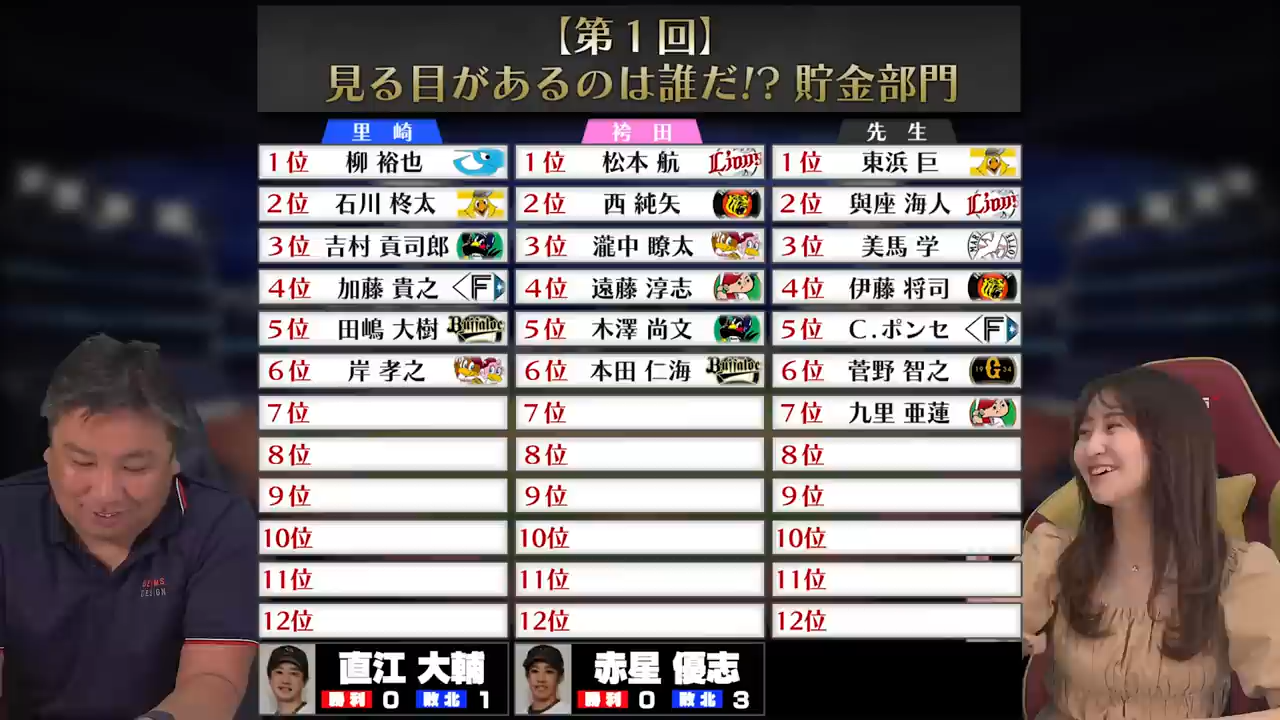 【第1回】
見る目があるのは誰だ!? 貯金部門
里崎 袴田 先生
1位 柳 裕也 1位 松本 航 Lions 1位 東浜 巨
2位 石川 柊太 2位 西 純矢 2位 與座 海人 Lions
3位 吉村 貢司郎 3位 瀧中 瞭太 3位 美馬 学
4位 加藤 貴之 F 4位 遠藤 淳志 4位 伊藤 将司
5位 田嶋 大樹 Buffaloes 5位 木澤 尚文 5位 C.ポンセ F
6位 岸 孝之 6位 本田 仁海 Buffaloes 6位 菅野 智之 19 G 34
7位 7位 7位 九里 亜蓮
8位 8位 8位
9位 9位 9位
10位 10位 10位
11位 11位 11位
12位 12位 12位
直江 大輔 赤星 優志
勝利 0 敗北 1 勝利 0 敗北 3